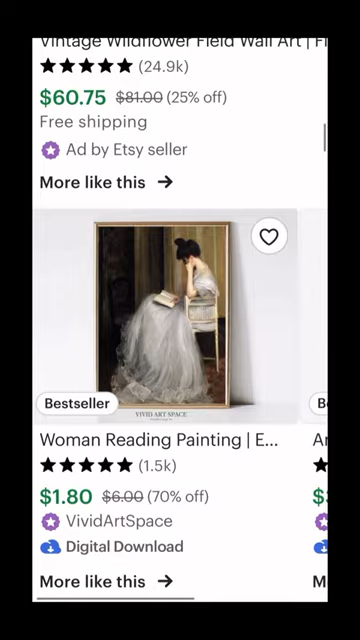 Vintage Wildflower Field Wall Art | Fl
(24.9k)
$60.75 $81.00 (25% off)
Free shipping
Ad by Etsy seller
More like this →
Bestseller
VIVID ART SPACE
Woman Reading Painting | E...
(1.5k)
$1.80 $6.00 (70% off)
VividArtSpace
Digital Download
More like this →